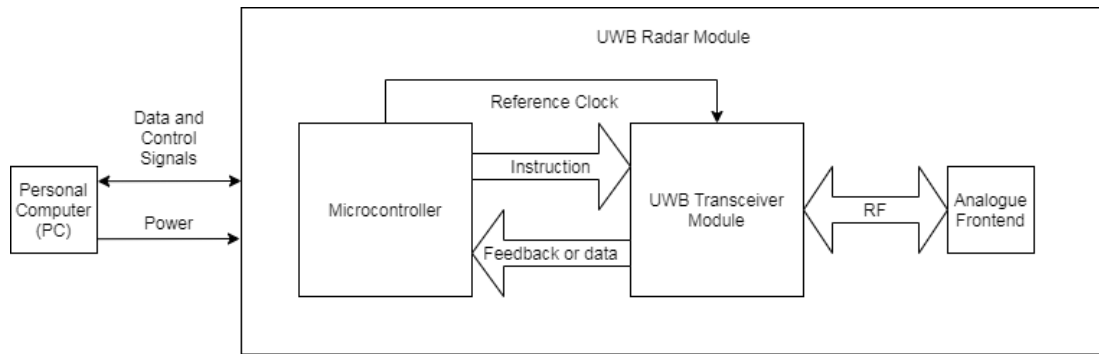 UWB Radar Module
Reference Clock
Data and
Control
Signals
Instruction
Personal
Computer
(PC)
Microcontroller
UWB Transceiver
Module
RF
Analogue
Frontend
Power
Feedback or data